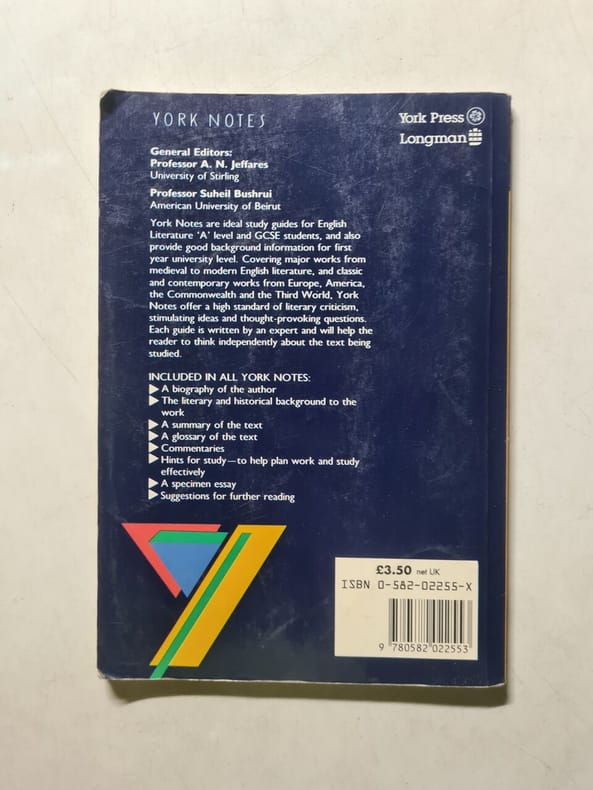 YORK NOTES
York Press
Longman
General Editors:
Professor A. N. Jeffares
University of Stirling
Professor Suheil Bushrui
American University of Beirut
York Notes are ideal study guides for English
Literature 'A' level and GCSE students, and also
provide good background information for first
year university level. Covering major works from
medieval to modern English literature, and classic
and contemporary works from Europe, America,
the Commonwealth and the Third World, York
Notes offer a high standard of literary criticism,
stimulating ideas and thought-provoking questions.
Each guide is written by an expert and will help the
reader to think independently about the text being
studied.
INCLUDED IN ALL YORK NOTES:
A biography of the author
The literary and historical background to the
work
A summary of the text
A glossary of the text
Commentaries
Hints for study—to help plan work and study
effectively
A specimen essay
Suggestions for further reading
£3.50 net UK
ISBN 0-582-02255-X
9 780582 022553